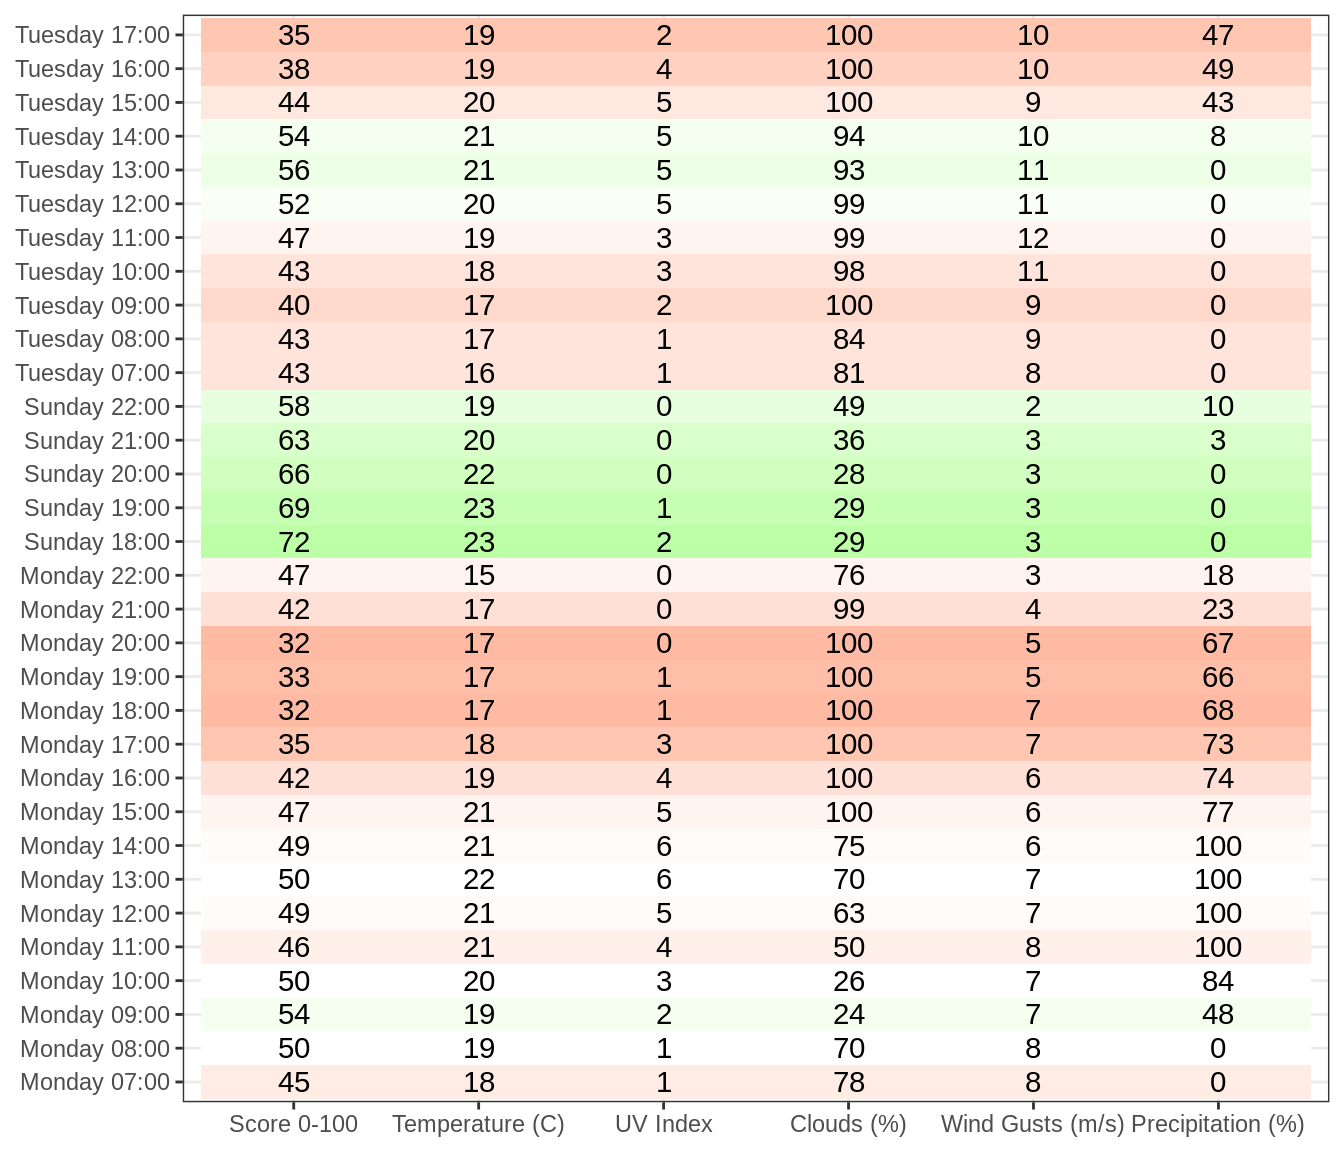 Tuesday 17:00 35 19 2 100 10 47
Tuesday 16:00 38 19 4 100 10 49
Tuesday 15:00 44 20 5 100 9 43
Tuesday 14:00 54 21 5 94 10 8
Tuesday 13:00 56 21 5 93 11 0
Tuesday 12:00 52 20 5 99 11 0
Tuesday 11:00 47 19 3 99 12 0
Tuesday 10:00 43 18 3 98 11 0
Tuesday 09:00 40 17 2 100 9 0
Tuesday 08:00 43 17 1 84 9 0
Tuesday 07:00 43 16 1 81 8 0
Sunday 22:00 58 19 0 49 2 10
Sunday 21:00 63 20 0 36 3 3
Sunday 20:00 66 22 0 28 3 0
Sunday 19:00 69 23 1 29 3 0
Sunday 18:00 72 23 2 29 3 0
Monday 22:00 47 15 0 76 3 18
Monday 21:00 42 17 0 99 4 23
Monday 20:00 32 17 0 100 5 67
Monday 19:00 33 17 1 100 5 66
Monday 18:00 32 17 1 100 7 68
Monday 17:00 35 18 3 100 7 73
Monday 16:00 42 19 4 100 6 74
Monday 15:00 47 21 5 100 6 77
Monday 14:00 49 21 6 75 6 100
Monday 13:00 50 22 6 70 7 100
Monday 12:00 49 21 5 63 7 100
Monday 11:00 46 21 4 50 8 100
Monday 10:00 50 20 3 26 7 84
Monday 09:00 54 19 2 24 7 48
Monday 08:00 50 19 1 70 8 0
Monday 07:00 45 18 1 78 8 0
Score 0-100 Temperature (C) UV Index Clouds (%) Wind Gusts (m/s) Precipitation (%)